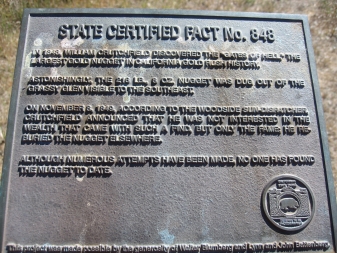 STATE CERTIFIED FACT No. 848
IN 1848, WILLIAM CRUTCHFIELD DISCOVERED THE "GATES OF HELL," THE
LARGEST GOLD NUGGET IN CALIFORNIA GOLD RUSH HISTORY.
ASTONISHINGLY, THE LB., 8 OZ. NUGGET WAS DUG OUT OF THE
GRASSY GLEN VISIBLE TO THE SOUTHEAST.
ON NOVEMBER 8, 1848, ACCORDING TO THE WOODSIDE
CRUTCHFIELD ANNOUNCED THAT HE WAS NOT INTERESTED IN THE
WEALTH THAT CAME WITH SUCH A FIND, BUT ONLY THE FAME. HE RE-
BURIED THE NUGGET ELSEWHERE.
ALTHOUGH NUMEROUS ATTEMPTS HAVE BEEN MADE, NO ONE HAS FOUND
THE NUGGET TO DATE.
This project was made possible by the generosity of Walter Blumberg and Lynn and John